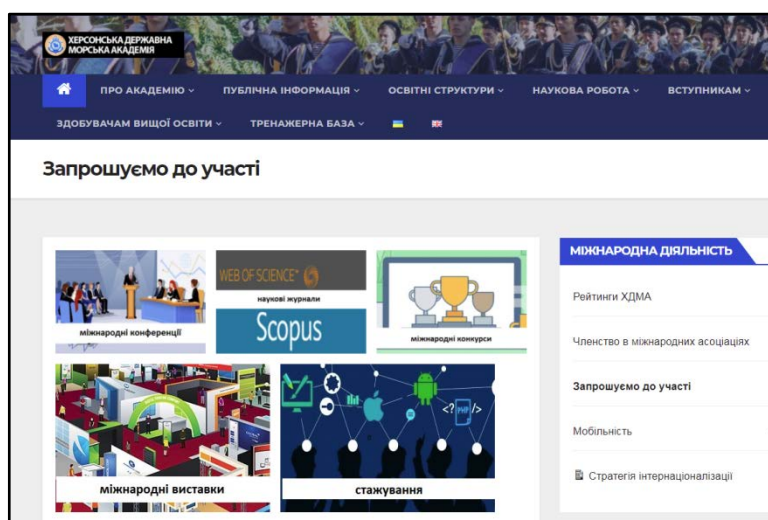 ХЕРСОНСЬКА ДЕРЖАВНА
МОРСЬКА АКАДЕМІЯ
ПРО АКАДЕМІЮ
ПУБЛІЧНА ІНФОРМАЦІЯ
ОСВІТНІ СТРУКТУРИ
НАУКОВА РОБОТА
ВСТУПНИКАМ
ЗДОБУВАЧАМ ВИЩОЇ ОСВІТИ
ТРЕНАЖЕРНА БАЗА
Запрошуємо до участі
міжнародні конференції
WEB OF SCIENCE™
наукові журнали
Scopus
міжнародні конкурси
міжнародні виставки
<?PHP/>
стажування
МІЖНАРОДНА ДІЯЛЬНІСТЬ
Рейтинги ХДМА
Членство в міжнародних асоціаціях
Запрошуємо до участі
Мобільність
Стратегія інтернаціоналізації